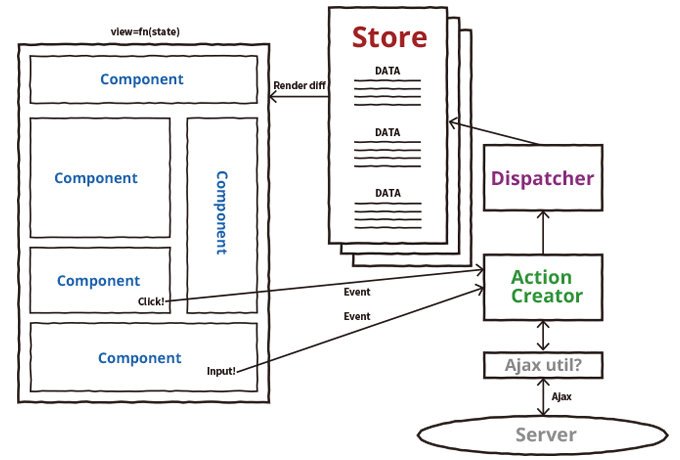 view=fn(state)
Component
Component
Component
Component
Click!
Component
Input!
Render diff
Store
DATA
DATA
DATA
Event
Event
Dispatcher
Action
Creator
Ajax util?
Ajax
Server